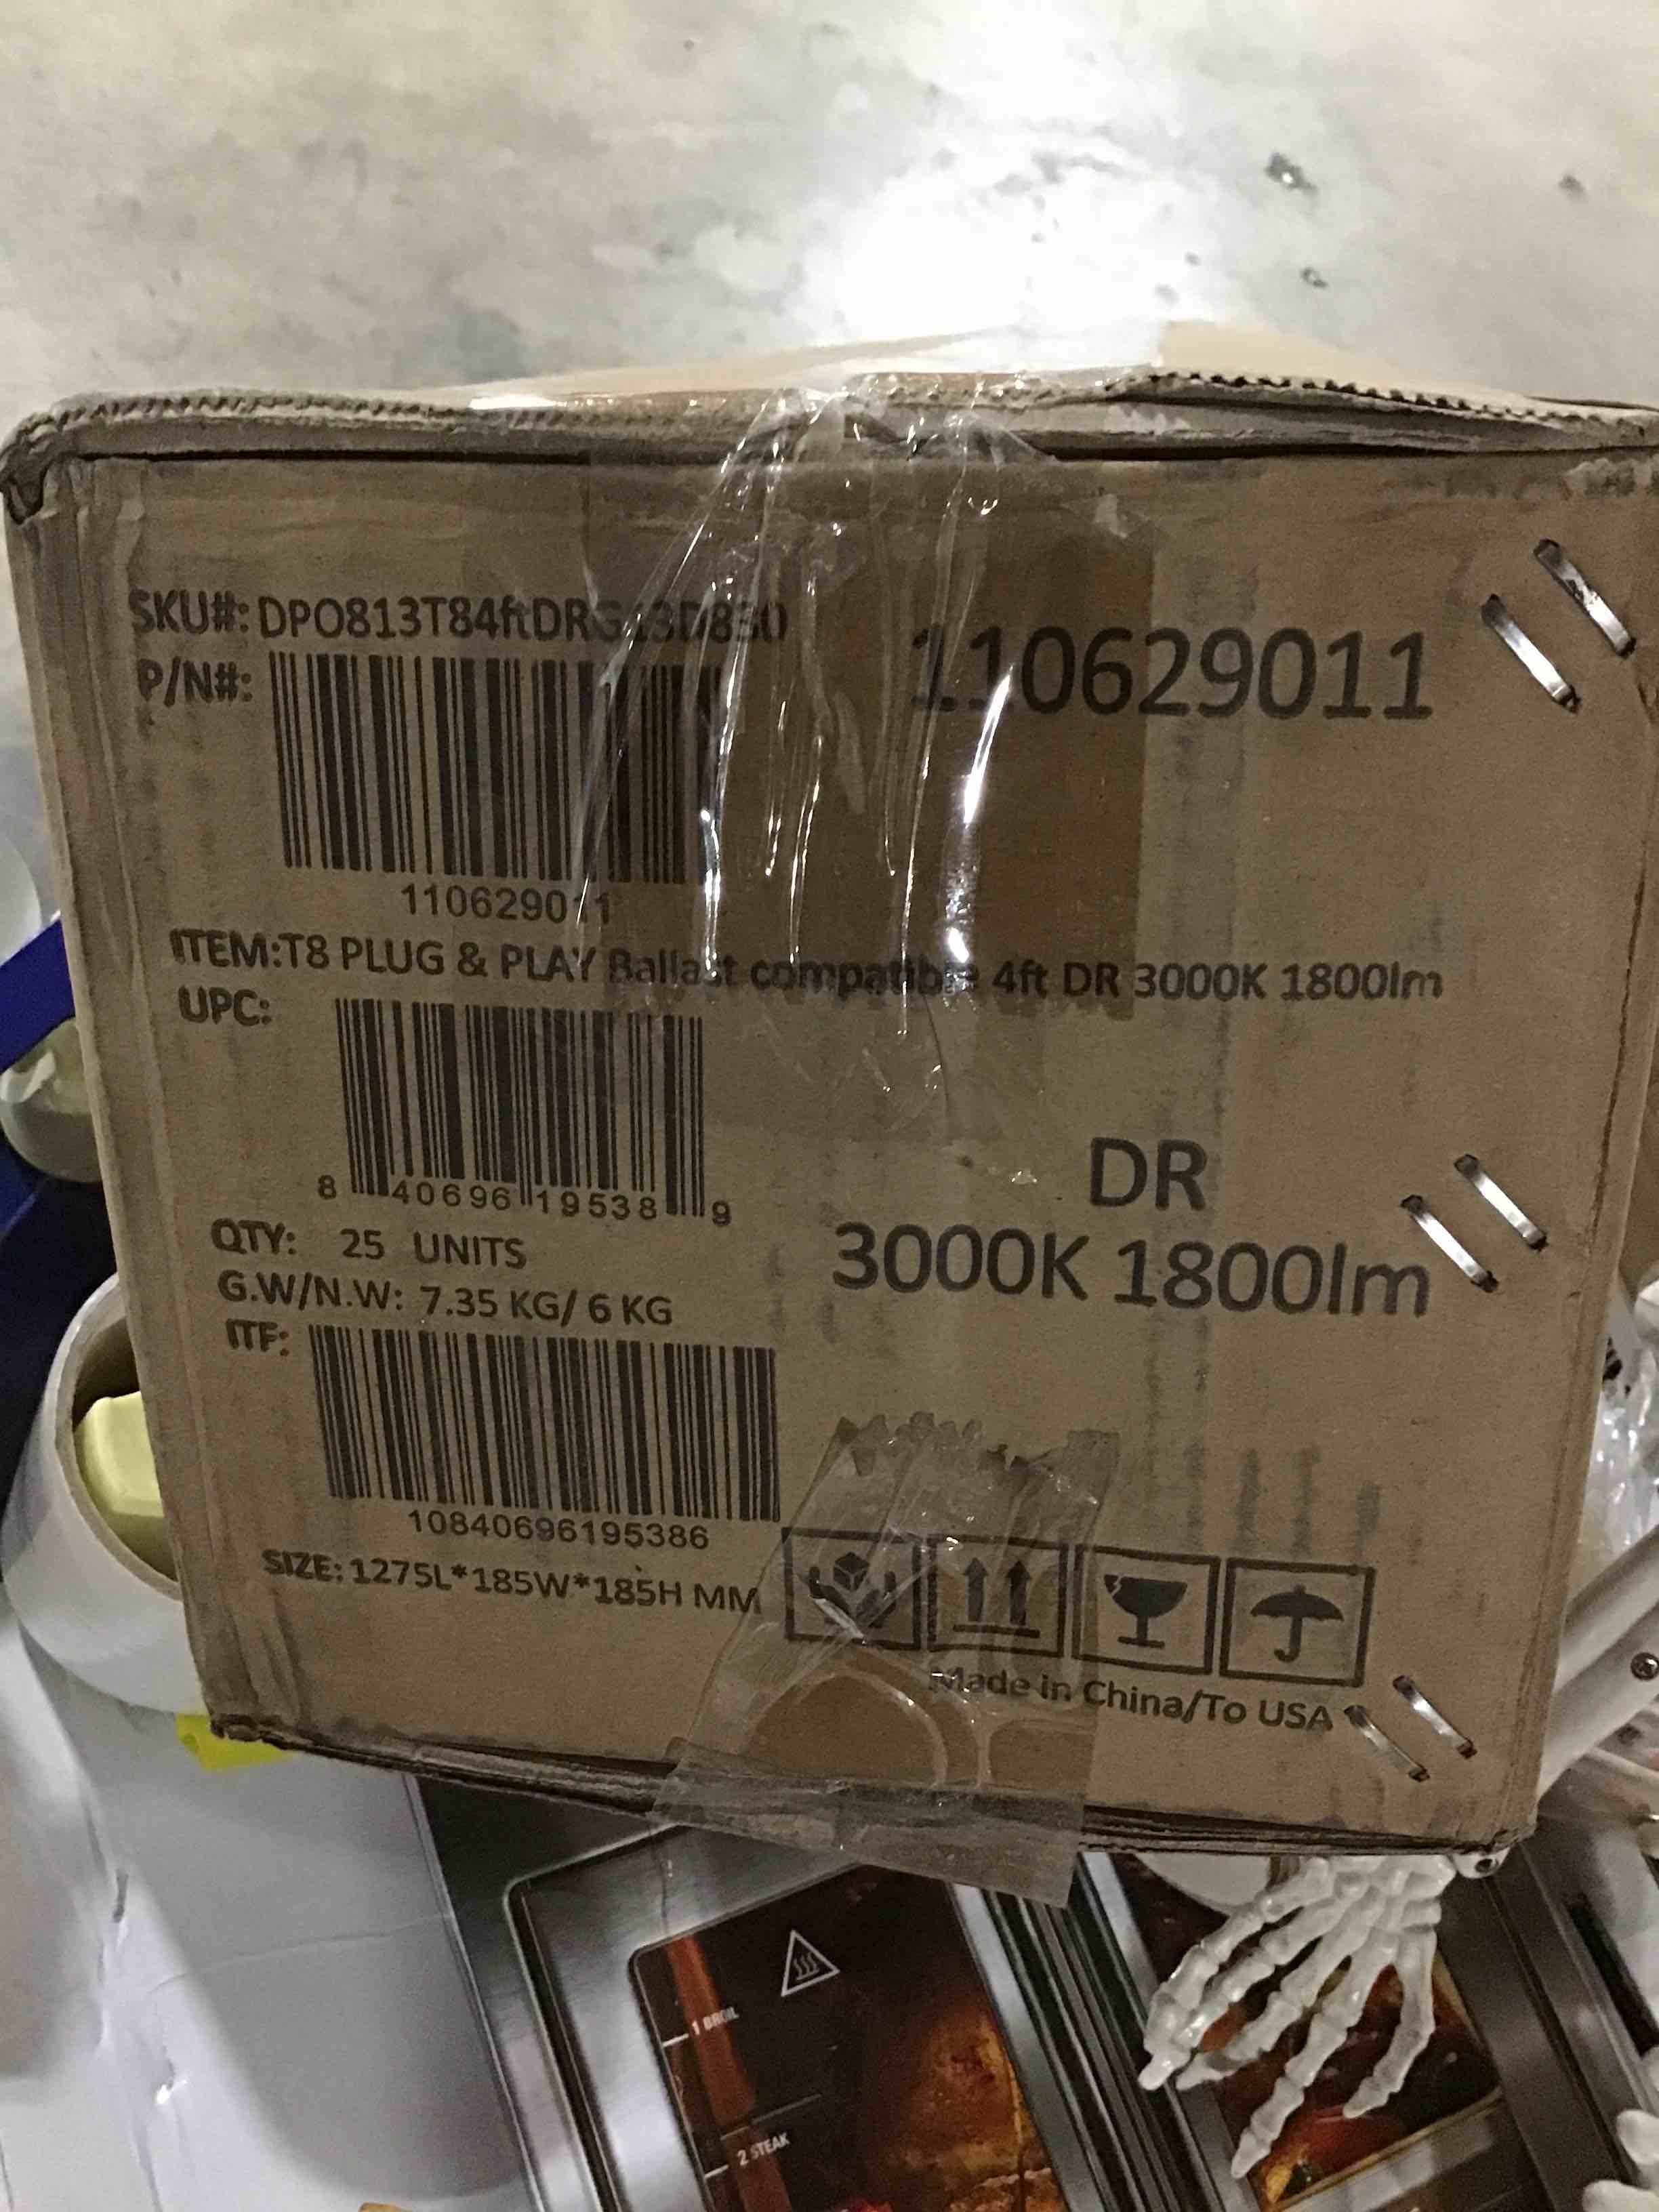 SKU#: DPO813T84ftDRG13D830
P/N#:
110629011
110629011
ITEM:T8 PLUG & PLAY Ballast compatible 4ft DR 3000K 1800lm
UPC:
8 40696 19538 9
QTY: 25 UNITS
G.W/N.W: 7.35 KG/ 6 KG
ITF:
10840696195386
SIZE: 1275L*185W*185H MM
DR
3000K 1800lm
Made in China/To USA
1 BROIL
2 STEAK